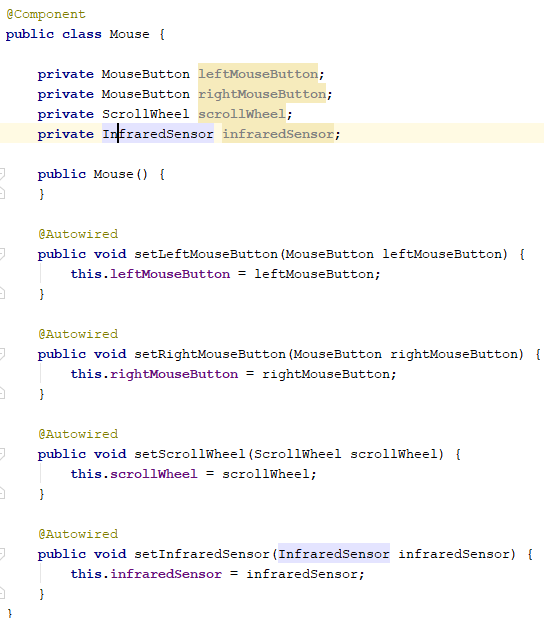 @Component
public class Mouse {
    private MouseButton leftMouseButton;
    private MouseButton rightMouseButton;
    private ScrollWheel scrollWheel;
    private InfraredSensor infraredSensor;
    public Mouse() {
    }
    @Autowired
    public void setLeftMouseButton(MouseButton leftMouseButton) {
        this.leftMouseButton = leftMouseButton;
    }
    @Autowired
    public void setRightMouseButton(MouseButton rightMouseButton) {
        this.rightMouseButton = rightMouseButton;
    }
    @Autowired
    public void setScrollWheel(ScrollWheel scrollWheel) {
        this.scrollWheel = scrollWheel;
    }
    @Autowired
    public void setInfraredSensor(InfraredSensor infraredSensor) {
        this.infraredSensor = infraredSensor;
    }
}